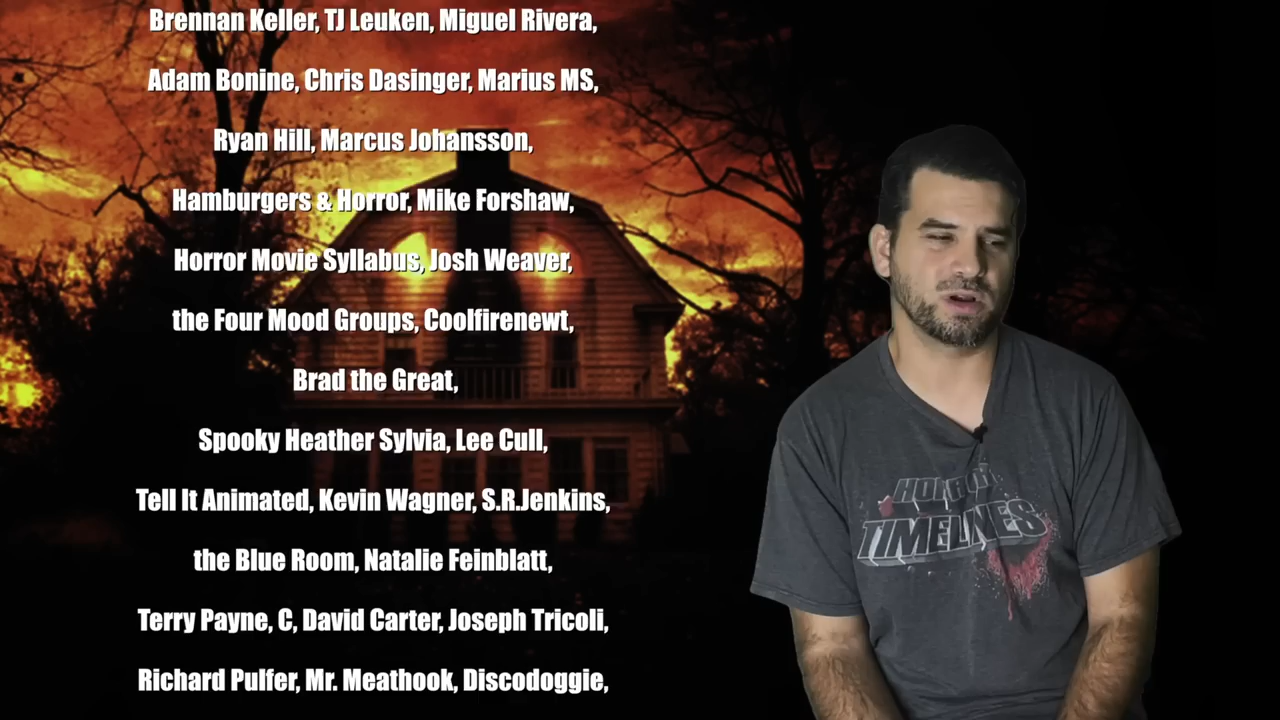 Brennan Keller, TJ Leuken, Miguel Rivera,
Adam Bonine, Chris Dasinger, Marius MS,
Ryan Hill, Marcus Johansson,
Hamburgers & Horror, Mike Forshaw,
Horror Movie Syllabus, Josh Weaver,
the Four Mood Groups, Coolfirenewt,
Brad the Great,
Spooky Heather Sylvia, Lee Cull,
Tell It Animated, Kevin Wagner, S.R.Jenkins,
the Blue Room, Natalie Feinblatt,
Terry Payne, C, David Carter, Joseph Tricoli,
Richard Pulfer, Mr. Meathook, Discodoggie,
HORROR
TIMELINES